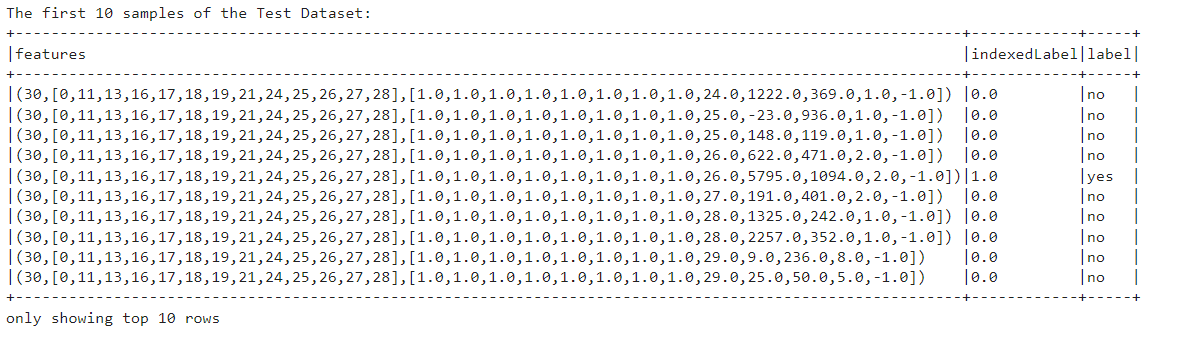 The first 10 samples of the Test Dataset:
+-----------------------------------------------------------------------------------------------------------+------------+-----+
|features                                                                                                   |indexedLabel|label|
+-----------------------------------------------------------------------------------------------------------+------------+-----+
|(30,[0,11,13,16,17,18,19,21,24,25,26,27,28],[1.0,1.0,1.0,1.0,1.0,1.0,1.0,1.0,24.0,1222.0,369.0,1.0,-1.0])  |0.0         |no   |
|(30,[0,11,13,16,17,18,19,21,24,25,26,27,28],[1.0,1.0,1.0,1.0,1.0,1.0,1.0,1.0,25.0,-23.0,936.0,1.0,-1.0])   |0.0         |no   |
|(30,[0,11,13,16,17,18,19,21,24,25,26,27,28],[1.0,1.0,1.0,1.0,1.0,1.0,1.0,1.0,25.0,148.0,119.0,1.0,-1.0])   |0.0         |no   |
|(30,[0,11,13,16,17,18,19,21,24,25,26,27,28],[1.0,1.0,1.0,1.0,1.0,1.0,1.0,1.0,26.0,622.0,471.0,2.0,-1.0])   |0.0         |no   |
|(30,[0,11,13,16,17,18,19,21,24,25,26,27,28],[1.0,1.0,1.0,1.0,1.0,1.0,1.0,1.0,26.0,5795.0,1094.0,2.0,-1.0])|1.0         |yes  |
|(30,[0,11,13,16,17,18,19,21,24,25,26,27,28],[1.0,1.0,1.0,1.0,1.0,1.0,1.0,1.0,27.0,191.0,401.0,2.0,-1.0])   |0.0         |no   |
|(30,[0,11,13,16,17,18,19,21,24,25,26,27,28],[1.0,1.0,1.0,1.0,1.0,1.0,1.0,1.0,28.0,1325.0,242.0,1.0,-1.0])  |0.0         |no   |
|(30,[0,11,13,16,17,18,19,21,24,25,26,27,28],[1.0,1.0,1.0,1.0,1.0,1.0,1.0,1.0,28.0,2257.0,352.0,1.0,-1.0])  |0.0         |no   |
|(30,[0,11,13,16,17,18,19,21,24,25,26,27,28],[1.0,1.0,1.0,1.0,1.0,1.0,1.0,1.0,29.0,9.0,236.0,8.0,-1.0])     |0.0         |no   |
|(30,[0,11,13,16,17,18,19,21,24,25,26,27,28],[1.0,1.0,1.0,1.0,1.0,1.0,1.0,1.0,29.0,25.0,50.0,5.0,-1.0])     |0.0         |no   |
+-----------------------------------------------------------------------------------------------------------+------------+-----+
only showing top 10 rows